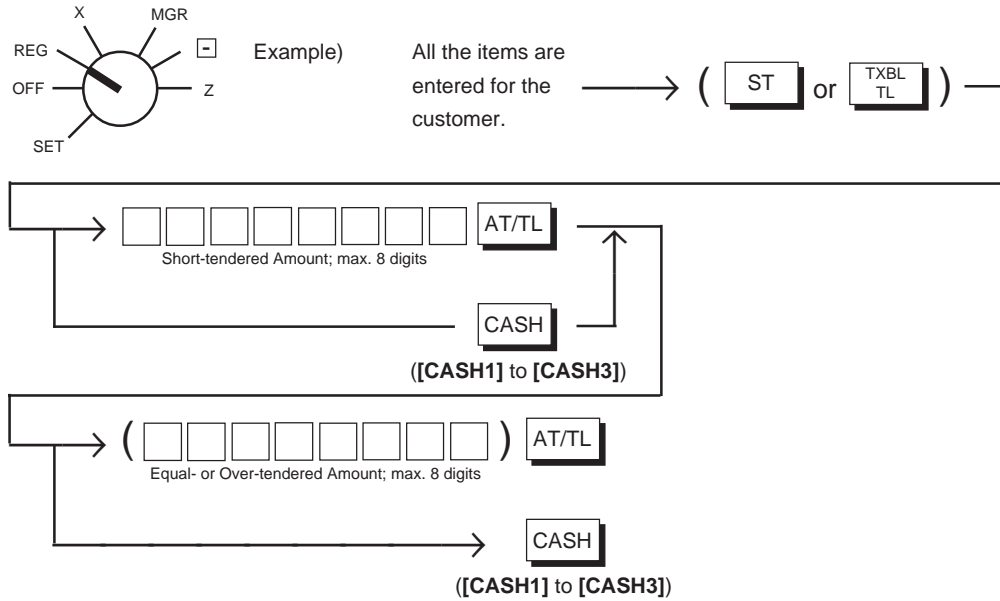 X
MGR
REG
-
OFF
Z
SET
Example)
All the items are
entered for the
customer.
( ST or TXBL TL )
AT/TL
Short-tendered Amount; max. 8 digits
CASH
([CASH1] to [CASH3])
( ) AT/TL
Equal- or Over-tendered Amount; max. 8 digits
CASH
([CASH1] to [CASH3])